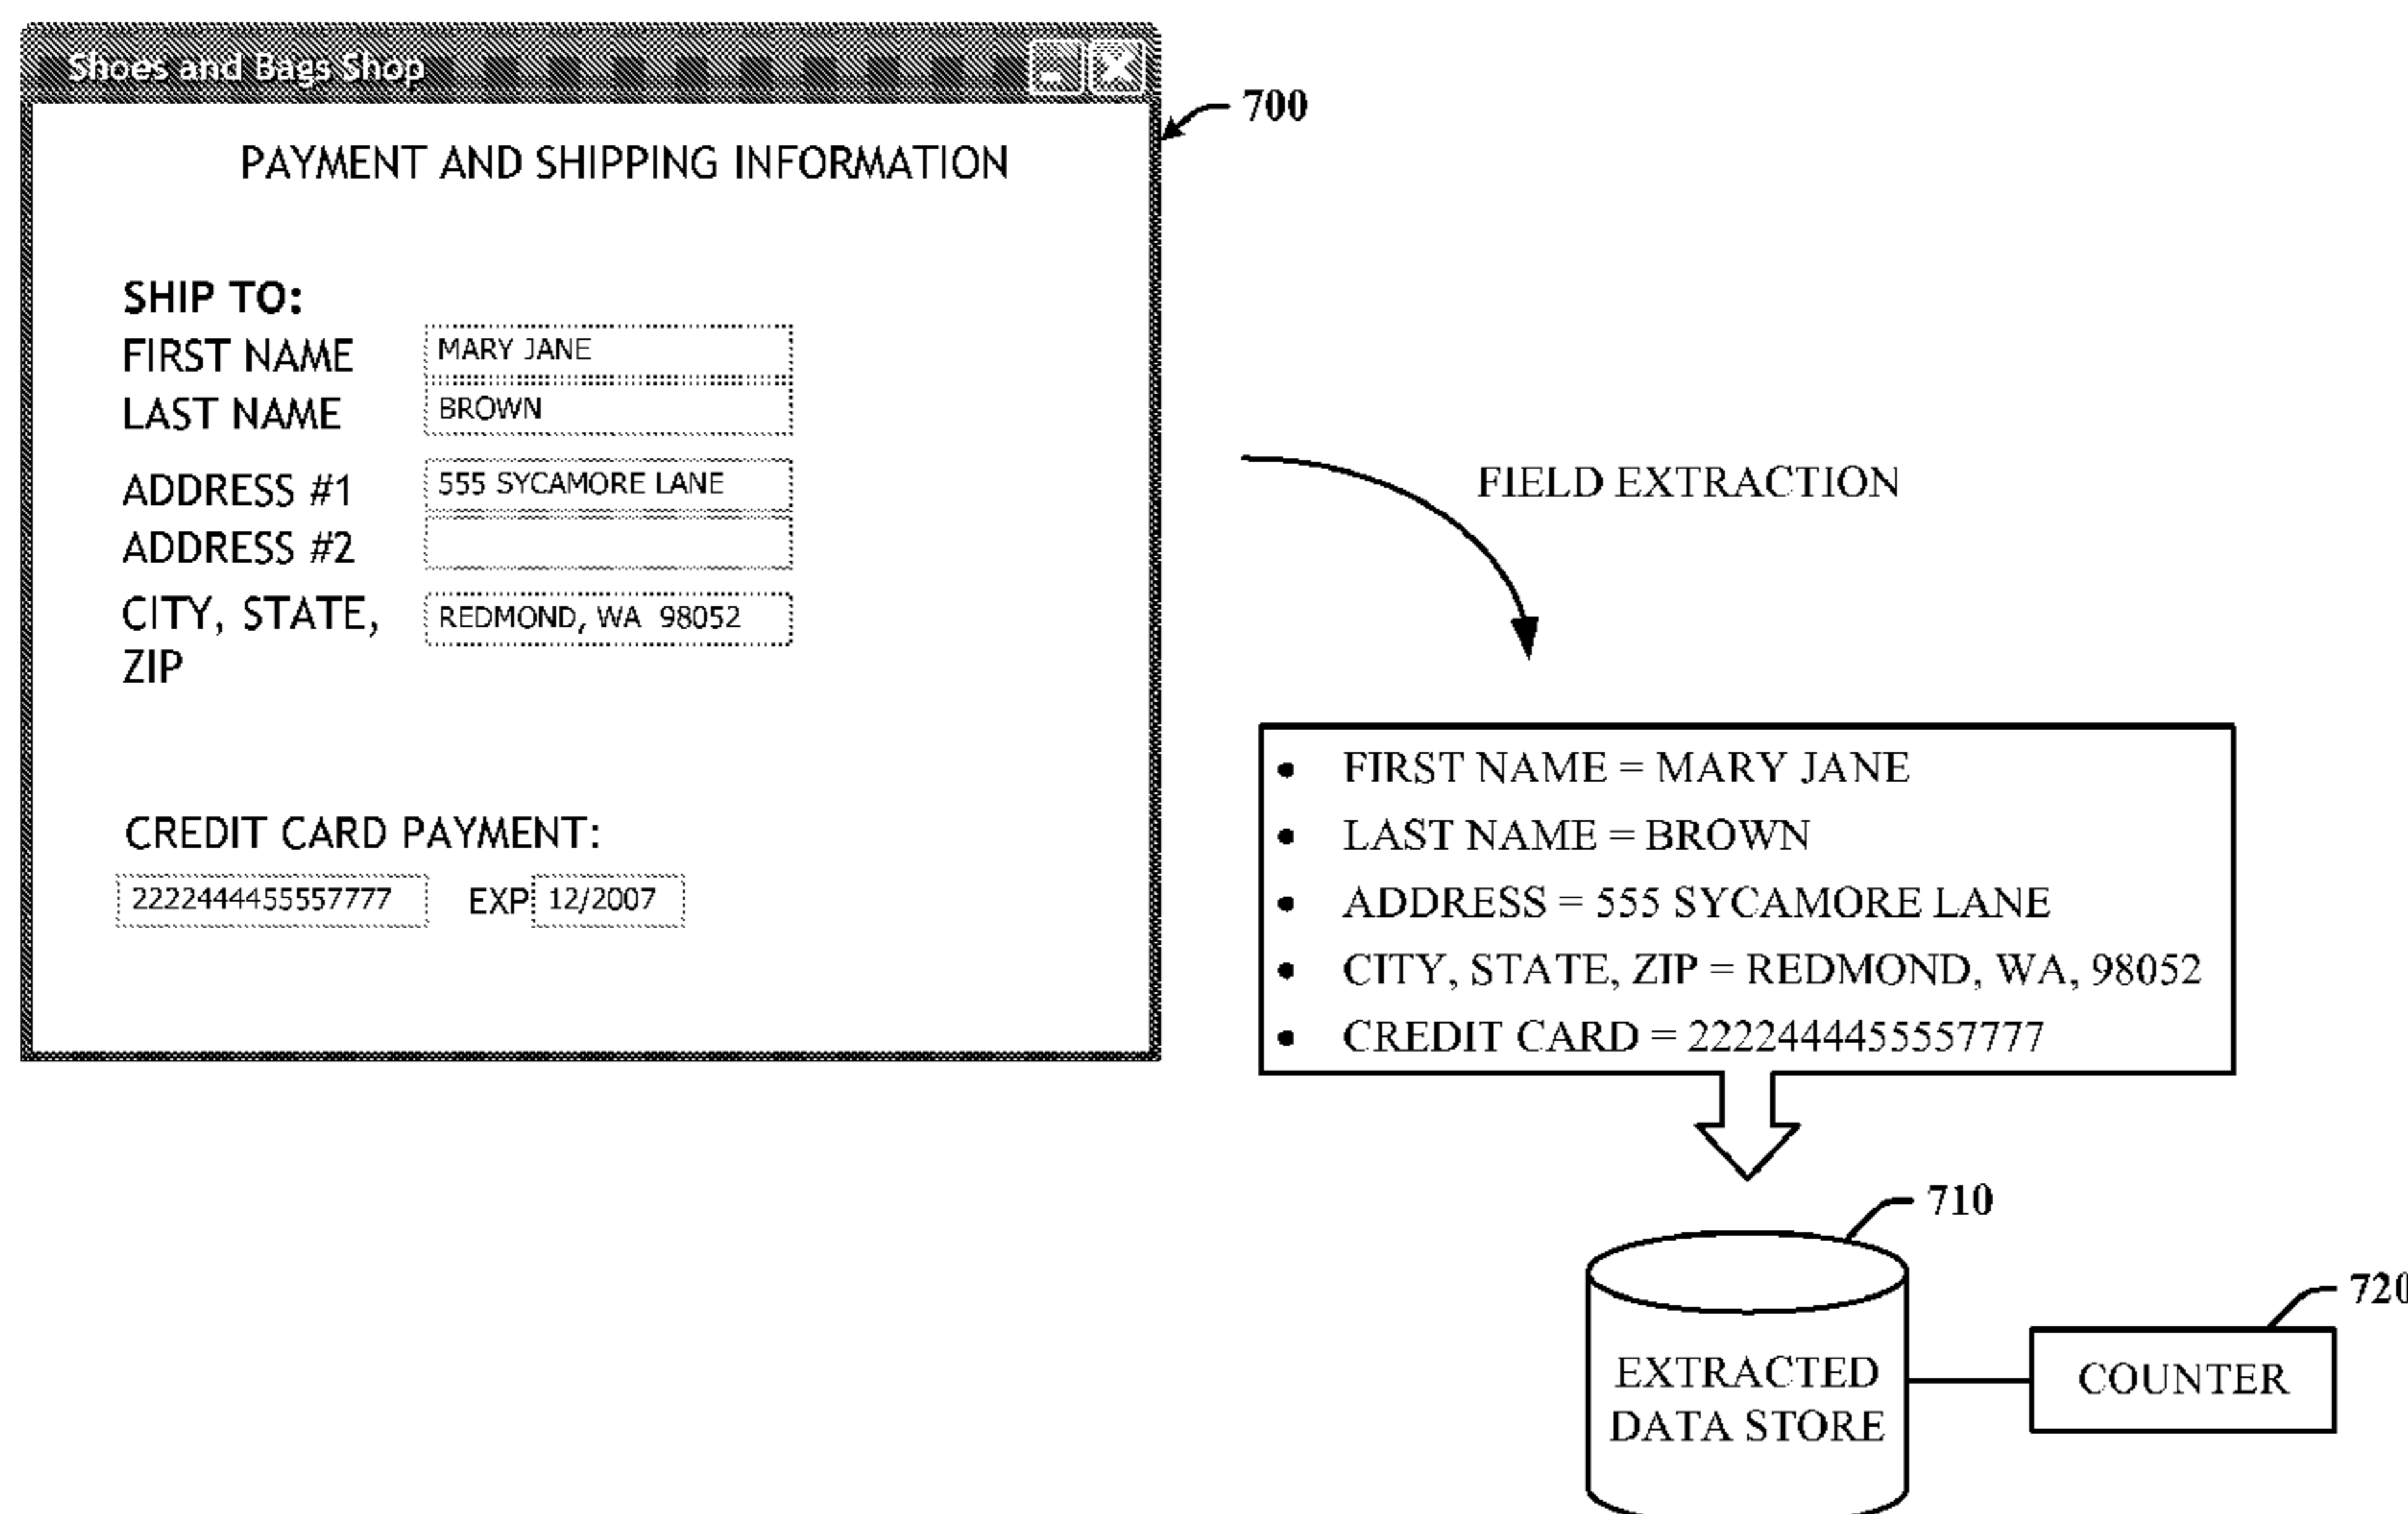 Shoes and Bags Shop
700
PAYMENT AND SHIPPING INFORMATION
SHIP TO:
FIRST NAME MARY JANE
LAST NAME BROWN
ADDRESS #1 555 SYCAMORE LANE
ADDRESS #2
CITY, STATE, REDMOND, WA 98052
ZIP
CREDIT CARD PAYMENT:
2222444455557777 EXP 12/2007
FIELD EXTRACTION
• FIRST NAME = MARY JANE
• LAST NAME = BROWN
• ADDRESS = 555 SYCAMORE LANE
• CITY, STATE, ZIP = REDMOND, WA, 98052
• CREDIT CARD = 2222444455557777
710
720
EXTRACTED
DATA STORE
COUNTER